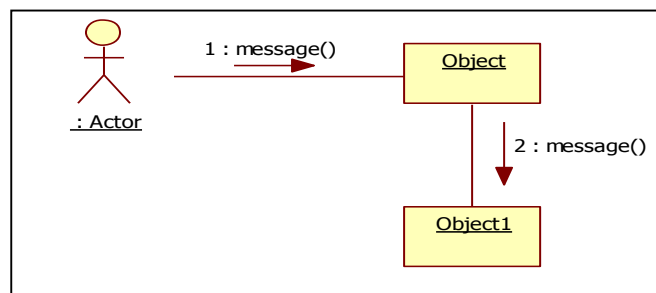 1 : message()
Object
: Actor
2 : message()
Object1